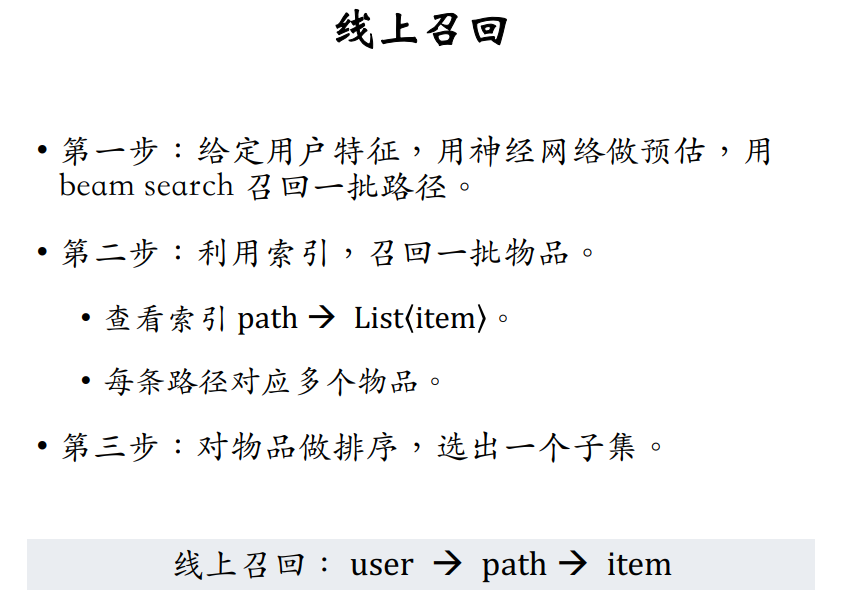 线上召回
• 第一步：给定用户特征，用神经网络做预估，用
beam search 召回一批路径。
• 第二步：利用索引，召回一批物品。
• 查看索引 path → List⟨item⟩。
• 每条路径对应多个物品。
• 第三步：对物品做排序，选出一个子集。
线上召回： user → path → item